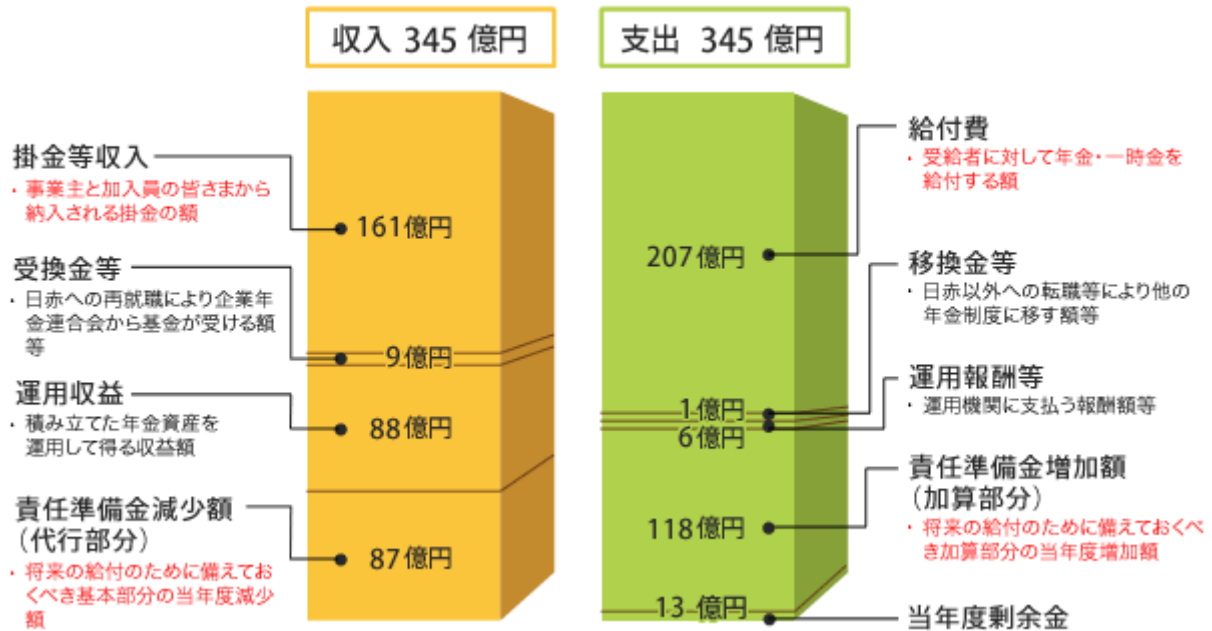 収入 345 億円
支出 345 億円
掛金等収入
・ 事業主と加入員の皆さまから
納入される掛金の額
受換金等
・ 日赤への再就職により企業年
金連合会から基金が受ける額
等
運用収益
・ 積み立てた年金資産を
運用して得る収益額
責任準備金減少額
（代行部分）
・ 将来の給付のために備えてお
くべき基本部分の当年度減少
額
161億円
9億円
88億円
87億円
207億円
1億円
6億円
118億円
13 億円
給付費
・ 受給者に対して年金・一時金を
給付する額
移換金等
・ 日赤以外への転職等により他の
年金制度に移す額等
運用報酬等
・ 運用機関に支払う報酬額等
責任準備金増加額
（加算部分）
・ 将来の給付のために備えておくべ
き加算部分の当年度増加額
当年度剰余金